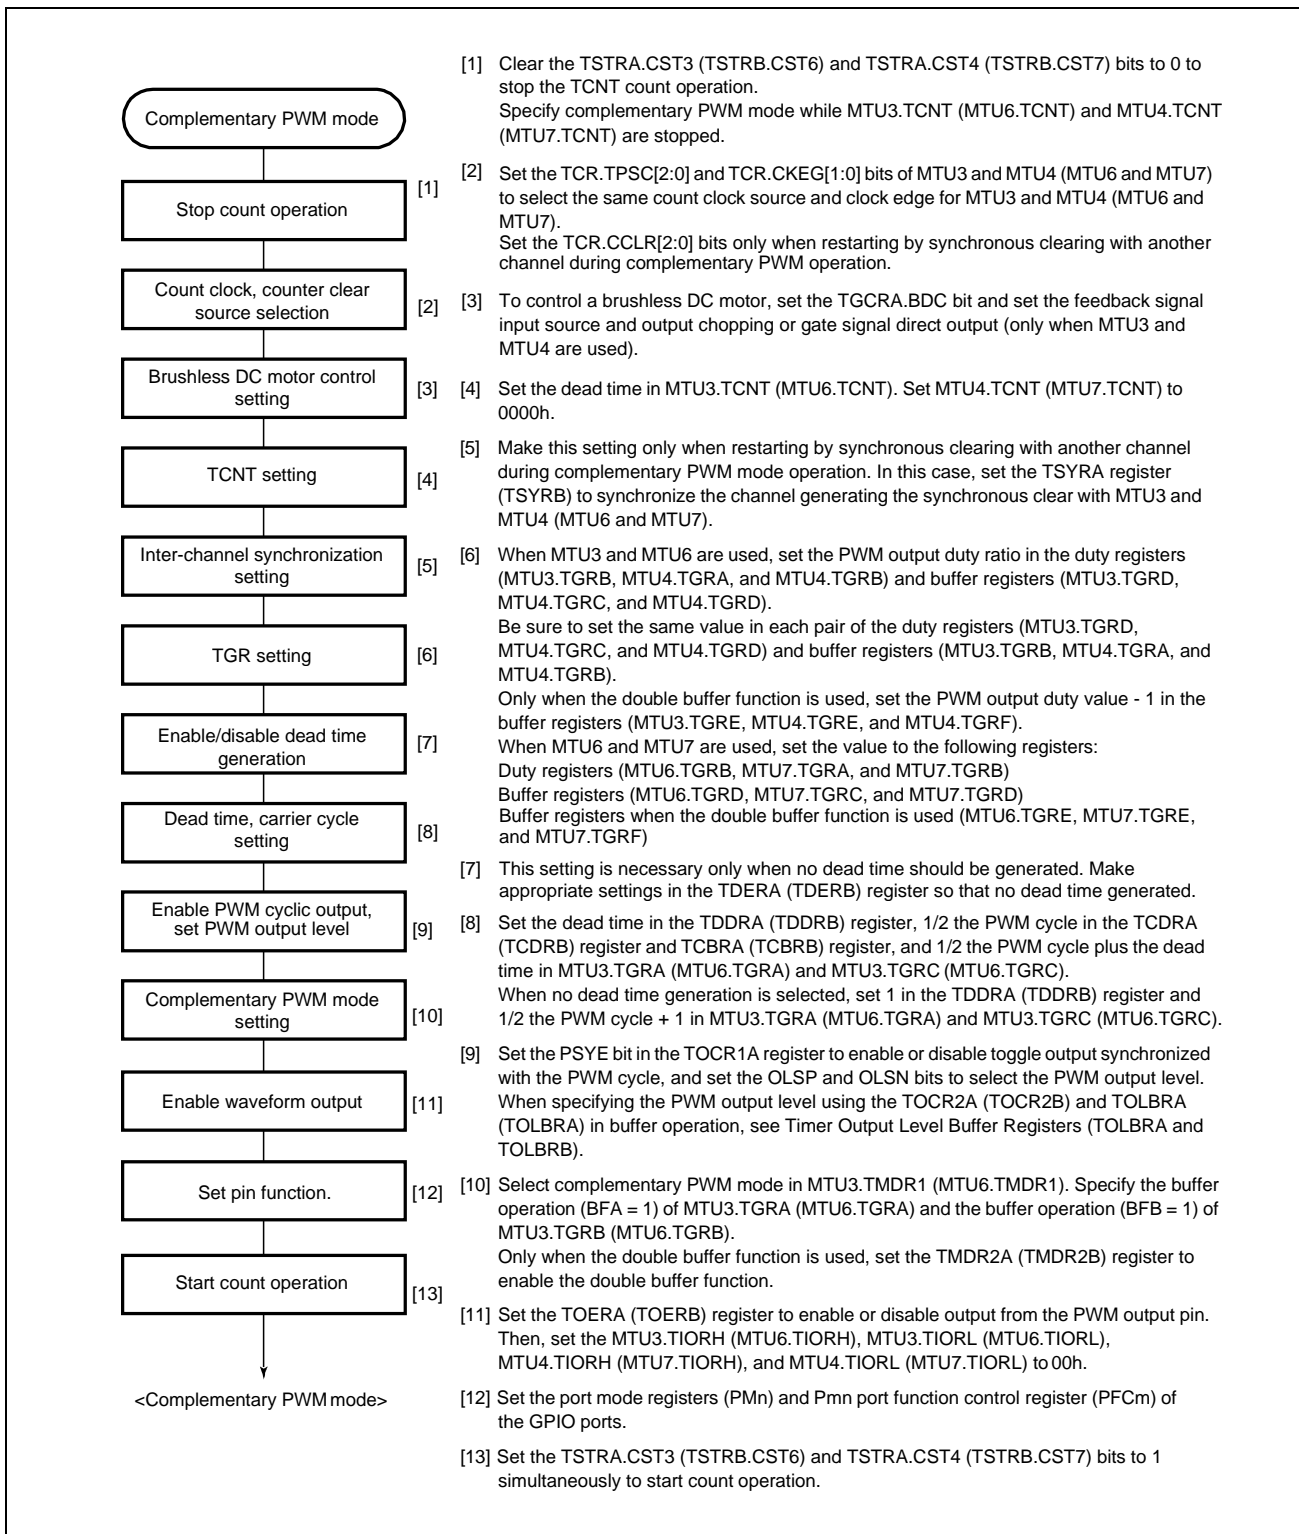 Complementary PWM mode
Stop count operation
[1]
Count clock, counter clear
source selection
[2]
Brushless DC motor control
setting
[3]
TCNT setting
[4]
Inter-channel synchronization
setting
[5]
TGR setting
[6]
Enable/disable dead time
generation
[7]
Dead time, carrier cycle
setting
[8]
Enable PWM cyclic output,
set PWM output level
[9]
Complementary PWM mode
setting
[10]
Enable waveform output
[11]
Set pin function.
[12]
Start count operation
[13]
<Complementary PWM mode>
[1] Clear the TSTRA.CST3 (TSTRB.CST6) and TSTRA.CST4 (TSTRB.CST7) bits to 0 to
stop the TCNT count operation.
Specify complementary PWM mode while MTU3.TCNT (MTU6.TCNT) and MTU4.TCNT
(MTU7.TCNT) are stopped.
[2] Set the TCR.TPSC[2:0] and TCR.CKEG[1:0] bits of MTU3 and MTU4 (MTU6 and MTU7)
to select the same count clock source and clock edge for MTU3 and MTU4 (MTU6 and
MTU7).
Set the TCR.CCLR[2:0] bits only when restarting by synchronous clearing with another
channel during complementary PWM operation.
[3] To control a brushless DC motor, set the TGCRA.BDC bit and set the feedback signal
input source and output chopping or gate signal direct output (only when MTU3 and
MTU4 are used).
[4] Set the dead time in MTU3.TCNT (MTU6.TCNT). Set MTU4.TCNT (MTU7.TCNT) to
0000h.
[5] Make this setting only when restarting by synchronous clearing with another channel
during complementary PWM mode operation. In this case, set the TSYRA register
(TSYRB) to synchronize the channel generating the synchronous clear with MTU3 and
MTU4 (MTU6 and MTU7).
[6] When MTU3 and MTU6 are used, set the PWM output duty ratio in the duty registers
(MTU3.TGRB, MTU4.TGRA, and MTU4.TGRB) and buffer registers (MTU3.TGRD,
MTU4.TGRC, and MTU4.TGRD).
Be sure to set the same value in each pair of the duty registers (MTU3.TGRD,
MTU4.TGRC, and MTU4.TGRD) and buffer registers (MTU3.TGRB, MTU4.TGRA, and
MTU4.TGRB).
Only when the double buffer function is used, set the PWM output duty value - 1 in the
buffer registers (MTU3.TGRE, MTU4.TGRE, and MTU4.TGRF).
When MTU6 and MTU7 are used, set the value to the following registers:
Duty registers (MTU6.TGRB, MTU7.TGRA, and MTU7.TGRB)
Buffer registers (MTU6.TGRD, MTU7.TGRC, and MTU7.TGRD)
Buffer registers when the double buffer function is used (MTU6.TGRE, MTU7.TGRE,
and MTU7.TGRF)
[7] This setting is necessary only when no dead time should be generated. Make
appropriate settings in the TDERA (TDERB) register so that no dead time generated.
[8] Set the dead time in the TDDRA (TDDRB) register, 1/2 the PWM cycle in the TCDRA
(TCDRB) register and TCBRA (TCBRB) register, and 1/2 the PWM cycle plus the dead
time in MTU3.TGRA (MTU6.TGRA) and MTU3.TGRC (MTU6.TGRC).
When no dead time generation is selected, set 1 in the TDDRA (TDDRB) register and
1/2 the PWM cycle + 1 in MTU3.TGRA (MTU6.TGRA) and MTU3.TGRC (MTU6.TGRC).
[9] Set the PSYE bit in the TOCR1A register to enable or disable toggle output synchronized
with the PWM cycle, and set the OLSP and OLSN bits to select the PWM output level.
When specifying the PWM output level using the TOCR2A (TOCR2B) and TOLBRA
(TOLBRA) in buffer operation, see Timer Output Level Buffer Registers (TOLBRA and
TOLBRB).
[10] Select complementary PWM mode in MTU3.TMDR1 (MTU6.TMDR1). Specify the buffer
operation (BFA = 1) of MTU3.TGRA (MTU6.TGRA) and the buffer operation (BFB = 1) of
MTU3.TGRB (MTU6.TGRB).
Only when the double buffer function is used, set the TMDR2A (TMDR2B) register to
enable the double buffer function.
[11] Set the TOERA (TOERB) register to enable or disable output from the PWM output pin.
Then, set the MTU3.TIORH (MTU6.TIORH), MTU3.TIORL (MTU6.TIORL),
MTU4.TIORH (MTU7.TIORH), and MTU4.TIORL (MTU7.TIORL) to 00h.
[12] Set the port mode registers (PMn) and Pmn port function control register (PFCm) of
the GPIO ports.
[13] Set the TSTRA.CST3 (TSTRB.CST6) and TSTRA.CST4 (TSTRB.CST7) bits to 1
simultaneously to start count operation.